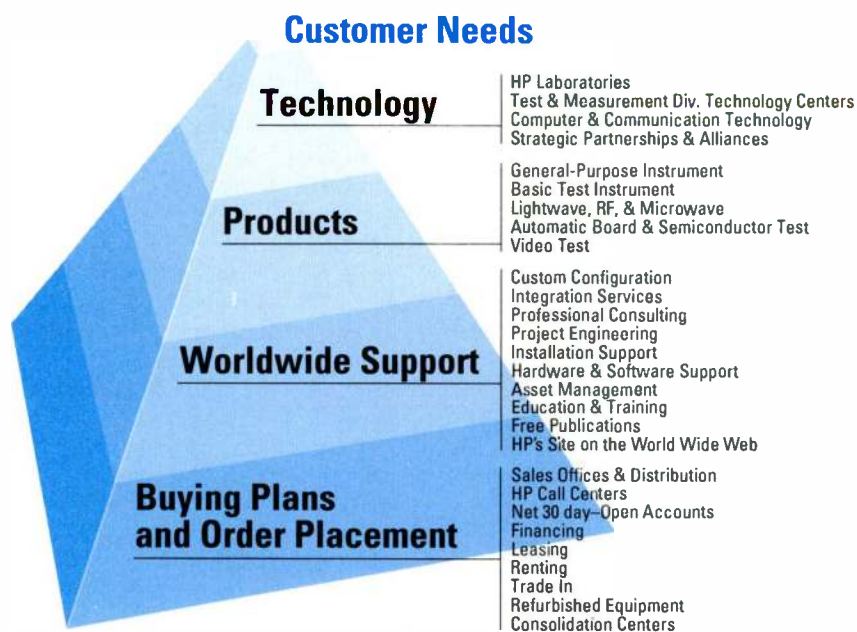 Customer Needs
Technology
HP Laboratories
Test & Measurement Div. Technology Centers
Computer & Communication Technology
Strategic Partnerships & Alliances
Products
General-Purpose Instrument
Basic Test Instrument
Lightwave, RF, & Microwave
Automatic Board & Semiconductor Test
Video Test
Worldwide Support
Custom Configuration
Integration Services
Professional Consulting
Project Engineering
Installation Support
Hardware & Software Support
Asset Management
Education & Training
Free Publications
HP's Site on the World Wide Web
Buying Plans
and Order Placement
Sales Offices & Distribution
HP Call Centers
Net 30 day–Open Accounts
Financing
Leasing
Renting
Trade In
Refurbished Equipment
Consolidation Centers